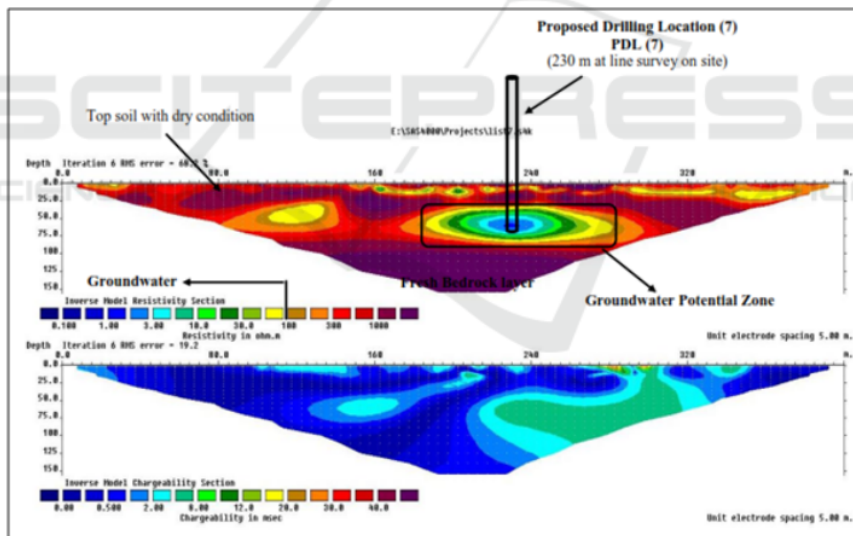 SCITEPRESS
Proposed Drilling Location (7)
PDL (7)
(230 m at line survey on site)
Top soil with dry condition
Depth Iteration 6 RMS error = %
0.0 80.0 160 240 320 m.
0.0
25.0
50.0
75.0
100
125
150
Groundwater
Fresh Bedrock layer
Groundwater Potential Zone
Inverse Model Resistivity Section
0.100 1.00 3.00 10.0 30.0 100 300 1000
Resistivity in ohm.m
Unit electrode spacing 5.00 m.
Depth Iteration 6 RMS error = 19.2
0.0 80.0 160 240 320 m.
0.0
25.0
50.0
75.0
100
125
150
Inverse Model Chargeability Section
0.00 0.500 2.00 8.00 12.0 20.0 30.0 40.0
Chargeability in msec
Unit electrode spacing 5.00 m.